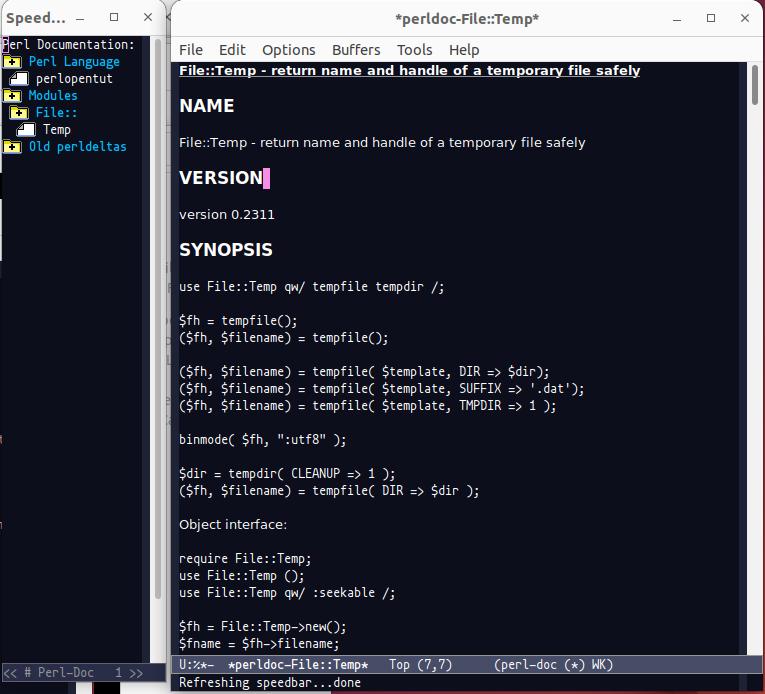 Speed...
Perl Documentation:
Perl Language
perlopentut
Modules
File::
Temp
Old perldeltas
<< # Perl-Doc 1 >>
*perldoc-File::Temp*
File Edit Options Buffers Tools Help
File::Temp - return name and handle of a temporary file safely
NAME
File::Temp - return name and handle of a temporary file safely
VERSION
version 0.2311
SYNOPSIS
use File::Temp qw/ tempfile tempdir /;
$fh = tempfile();
($fh, $filename) = tempfile();
($fh, $filename) = tempfile( $template, DIR => $dir);
($fh, $filename) = tempfile( $template, SUFFIX => '.dat');
($fh, $filename) = tempfile( $template, TMPDIR => 1 );
binmode( $fh, ":utf8" );
$dir = tempdir( CLEANUP => 1 );
($fh, $filename) = tempfile( DIR => $dir );
Object interface:
require File::Temp;
use File::Temp ();
use File::Temp qw/ :seekable /;
$fh = File::Temp->new();
$fname = $fh->filename;
U:%*- *perldoc-File::Temp* Top (7,7) (perl-doc (*) WK)
Refreshing speedbar...done